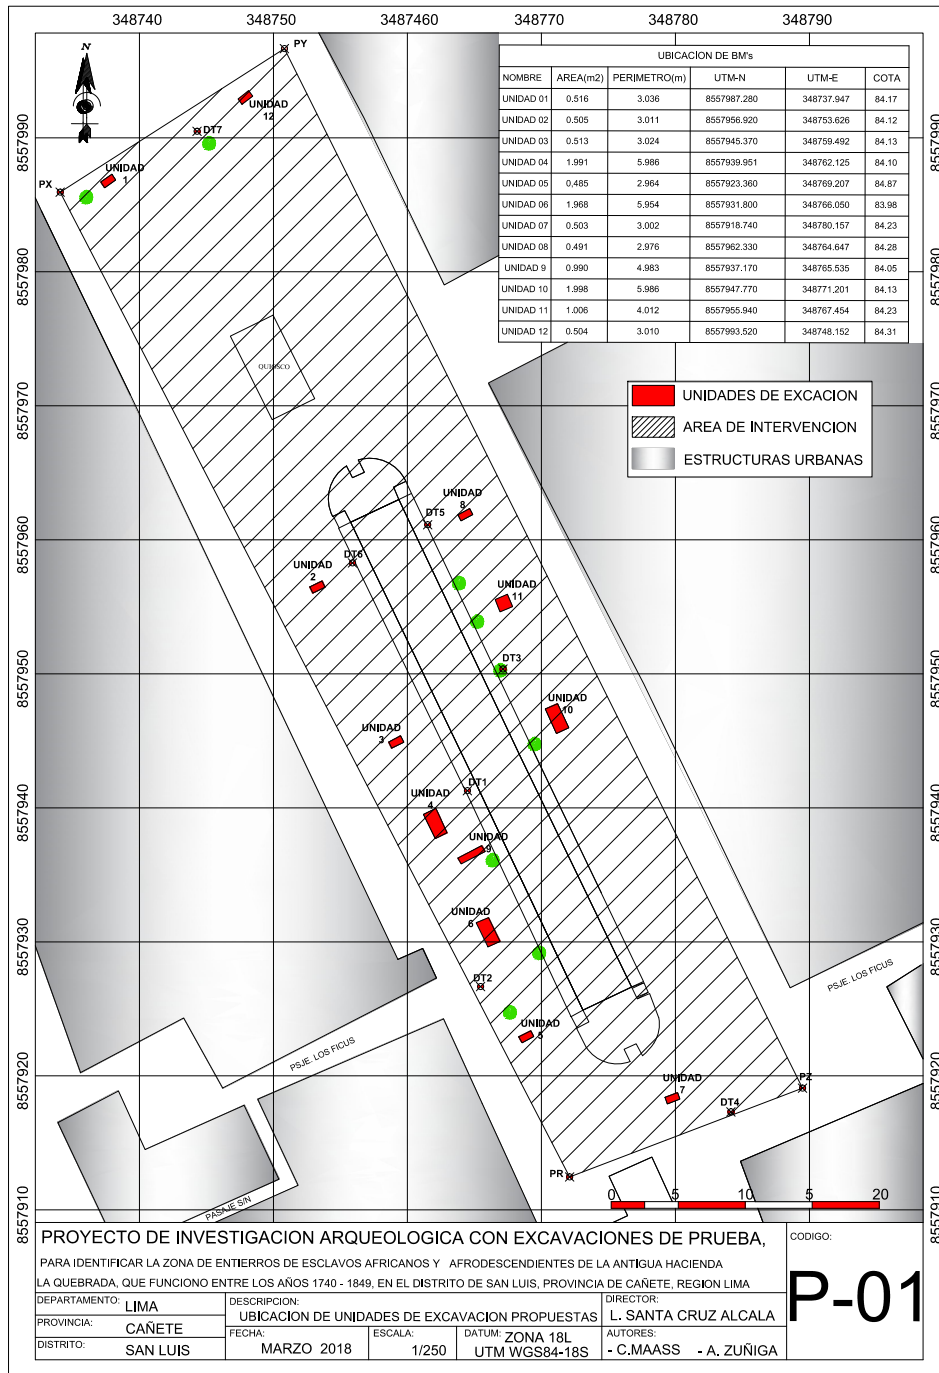 348740 348750 3487460 348770 348780 348790
N
PY
UNIDAD
12
DT7
UNIDAD
1
PX
UBICACION DE BM's
NOMBRE AREA(m2) PERIMETRO(m) UTM-N UTM-E COTA
UNIDAD 01 0.516 3.036 8557987.280 348737.947 84.17
UNIDAD 02 0.505 3.011 8557956.920 348753.626 84.12
UNIDAD 03 0.513 3.024 8557945.370 348759.492 84.13
UNIDAD 04 1.991 5.986 8557939.951 348762.125 84.10
UNIDAD 05 0.485 2.964 8557923.360 348769.207 84.87
UNIDAD 06 1.968 5.954 8557931.800 348766.050 83.98
UNIDAD 07 0.503 3.002 8557918.740 348780.157 84.23
UNIDAD 08 0.491 2.976 8557962.330 348764.647 84.28
UNIDAD 9 0.990 4.983 8557937.170 348765.535 84.05
UNIDAD 10 1.998 5.986 8557947.770 348771.201 84.13
UNIDAD 11 1.006 4.012 8557955.940 348767.454 84.23
UNIDAD 12 0.504 3.010 8557993.520 348748.152 84.31
8557990 8557990
8557980 8557980
8557970 8557970
8557960 8557960
8557950 8557950
8557940 8557940
8557930 8557930
8557920 8557920
8557910 8557910
UNIDADES DE EXCACION
AREA DE INTERVENCION
ESTRUCTURAS URBANAS
QUIOSCO
UNIDAD
8
DT5
DT6
UNIDAD
2
UNIDAD
11
DT3
UNIDAD
10
UNIDAD
3
DT1
UNIDAD
4
UNIDAD
9
UNIDAD
6
DT2
UNIDAD
5
PSJE. LOS FICUS
PSJE. LOS FICUS
UNIDAD
7
PZ
DT4
PR
PASAJE S/N
0 5 10 5 20
PROYECTO DE INVESTIGACION ARQUEOLOGICA CON EXCAVACIONES DE PRUEBA,
PARA IDENTIFICAR LA ZONA DE ENTIERROS DE ESCLAVOS AFRICANOS Y AFRODESCENDIENTES DE LA ANTIGUA HACIENDA
LA QUEBRADA, QUE FUNCIONO ENTRE LOS AÑOS 1740 - 1849, EN EL DISTRITO DE SAN LUIS, PROVINCIA DE CAÑETE, REGION LIMA
CODIGO:
P-01
DEPARTAMENTO: LIMA
PROVINCIA: CAÑETE
DISTRITO: SAN LUIS
DESCRIPCION:
UBICACION DE UNIDADES DE EXCAVACION PROPUESTAS
FECHA:
MARZO 2018
ESCALA:
1/250
DATUM: ZONA 18L
UTM WGS84-18S
DIRECTOR:
L. SANTA CRUZ ALCALA
AUTORES:
- C.MAASS - A. ZUÑIGA